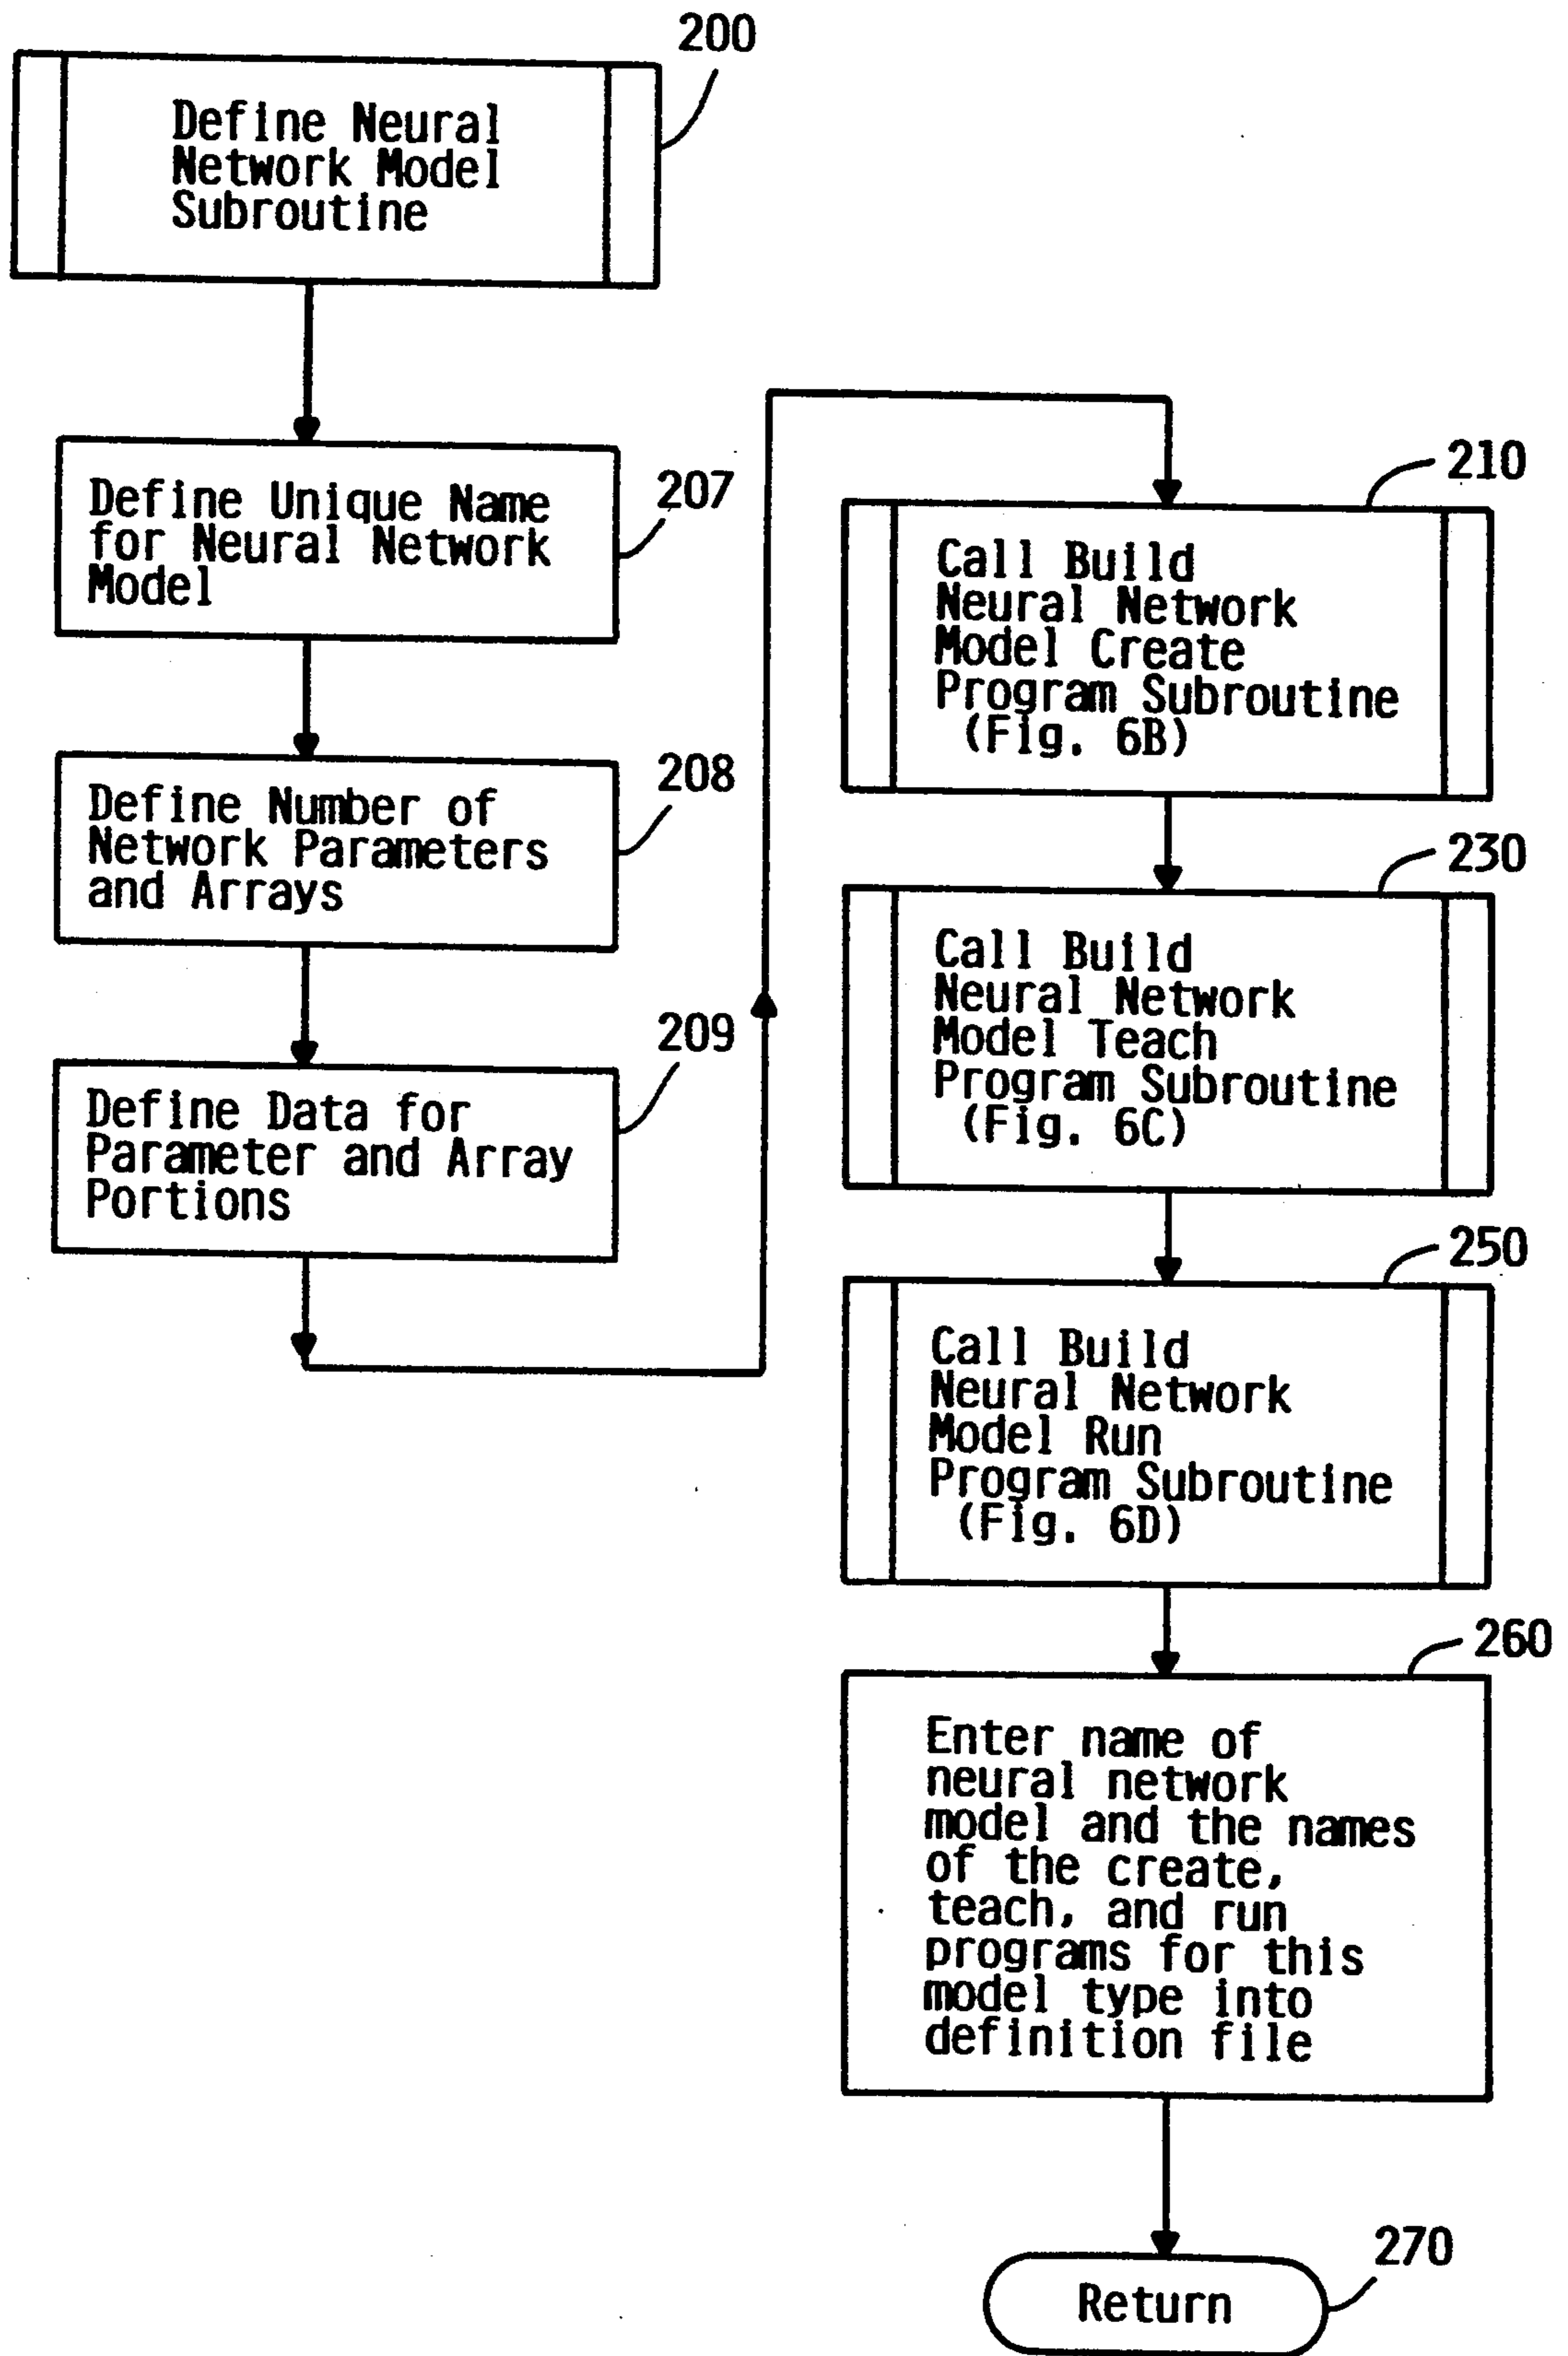 200
Define Neural
Network Model
Subroutine
Define Unique Name
for Neural Network
Model
207
Define Number of
Network Parameters
and Arrays
208
Define Data for
Parameter and Array
Portions
209
210
Call Build
Neural Network
Model Create
Program Subroutine
(Fig. 6B)
230
Call Build
Neural Network
Model Teach
Program Subroutine
(Fig. 6C)
250
Call Build
Neural Network
Model Run
Program Subroutine
(Fig. 6D)
260
Enter name of
neural network
model and the names
of the create,
teach, and run
programs for this
model type into
definition file
270
Return